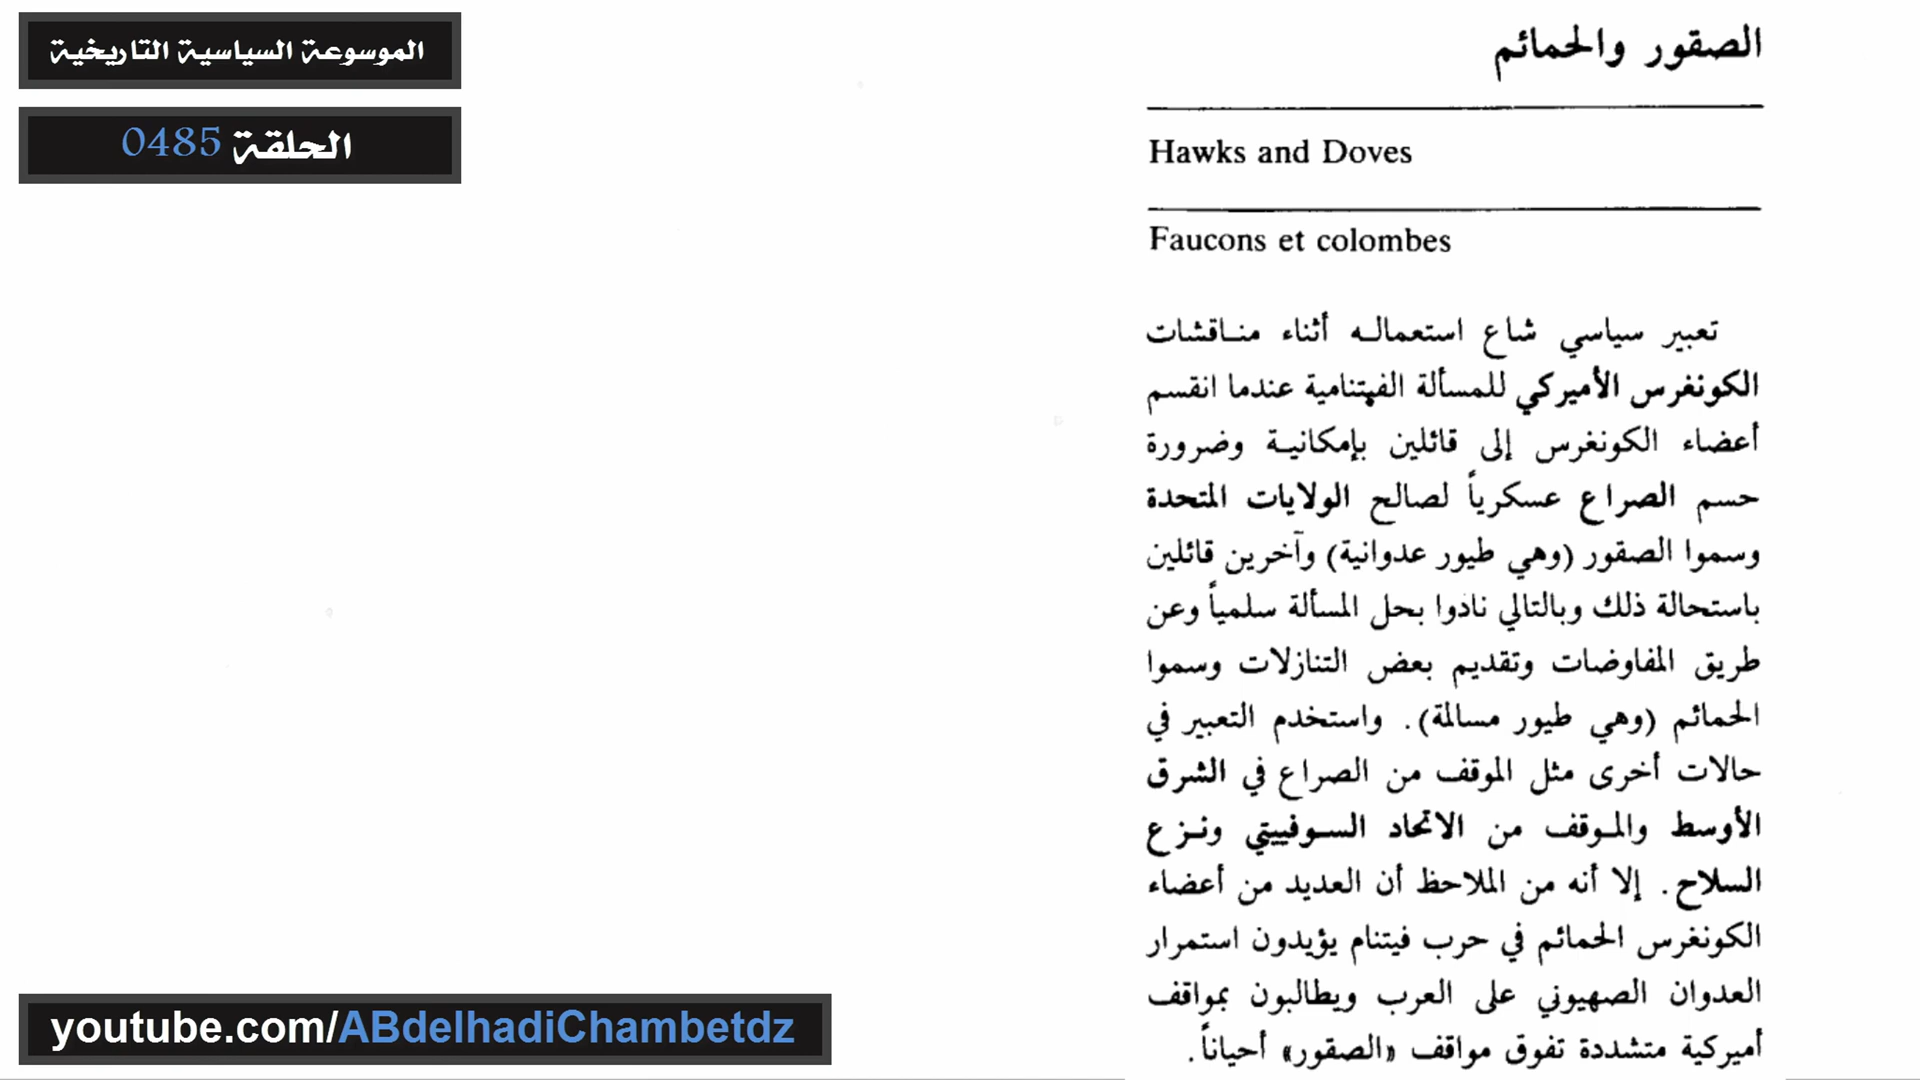 الموسوعة السياسية التاريخية
الحلقة 0485
الصقور والحمائم
Hawks and Doves
Faucons et colombes
تعبير سياسي شاع استعماله أثناء مناقشات
الكونغرس الأميركي للمسألة الفيتنامية عندما انقسم
أعضاء الكونغرس إلى قائلين بإمكانية وضرورة
حسم الصراع عسكرياً لصالح الولايات المتحدة
وسموا الصقور (وهي طيور عدوانية) وآخرين قائلين
باستحالة ذلك وبالتالي نادوا بحل المسألة سلمياً وعن
طريق المفاوضات وتقديم بعض التنازلات وسموا
الحمائم (وهي طيور مسالمة). واستخدم التعبير في
حالات أخرى مثل الموقف من الصراع في الشرق
الأوسط والموقف من الاتحاد السوفييتي ونزع
السلاح. إلا أنه من الملاحظ أن العديد من أعضاء
الكونغرس الحمائم في حرب فيتنام يؤيدون استمرار
العدوان الصهيوني على العرب ويطالبون بمواقف
أميركية متشددة تفوق مواقف «الصقور» أحياناً.
youtube.com/ABdelhadiChambetdz